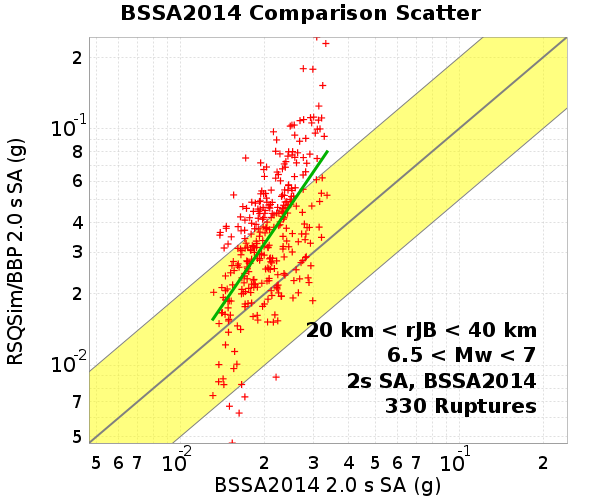 BSSA2014 Comparison Scatter
RSQSim/BBP 2.0 s SA (g)
2
10⁻¹
8
6
4
3
2
10⁻²
7
5
20 km < rJB < 40 km
6.5 < Mw < 7
2s SA, BSSA2014
330 Ruptures
5 6 7 10⁻² 2 3 4 5 6 7 10⁻¹ 2
BSSA2014 2.0 s SA (g)